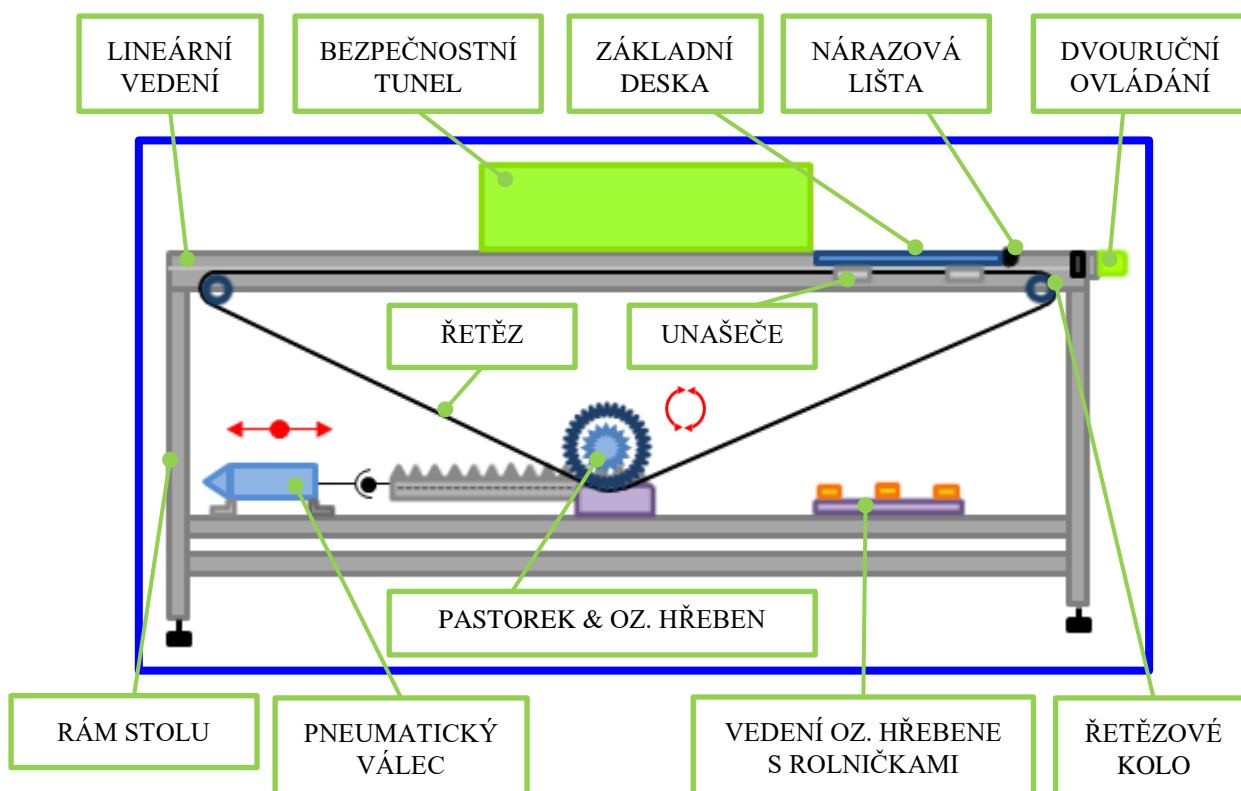 LINEÁRNÍ
VEDENÍ
BEZPEČNOSTNÍ
TUNEL
ZÁKLADNÍ
DESKA
NÁRAZOVÁ
LIŠTA
DVOURUČNÍ
OVLÁDÁNÍ
ŘETĚZ
UNAŠEČE
PASTOREK & OZ. HŘEBEN
RÁM STOLU
PNEUMATICKÝ
VÁLEC
VEDENÍ OZ. HŘEBENE
S ROLNIČKAMI
ŘETĚZOVÉ
KOLO